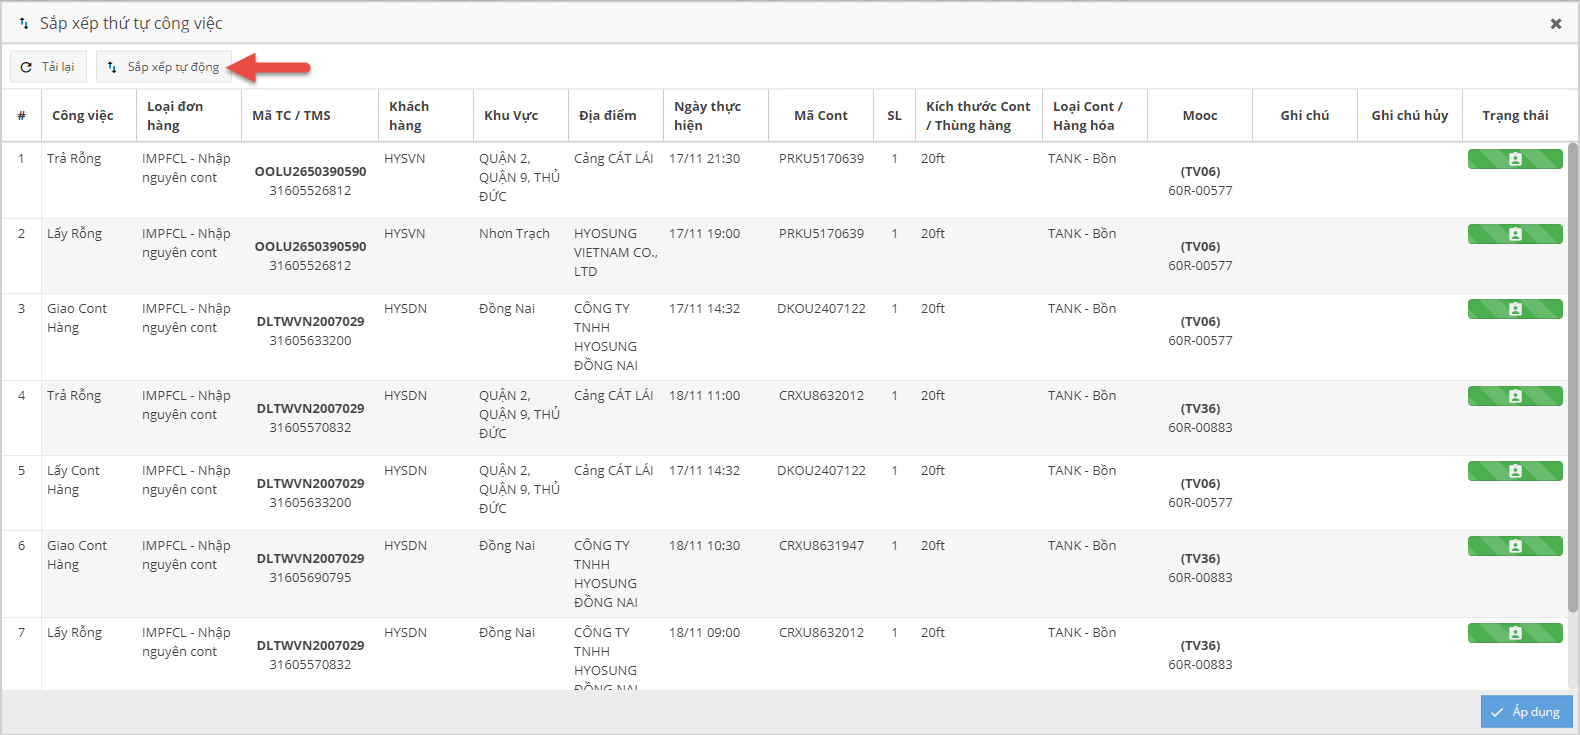 Sắp xếp thứ tự công việc
Tải lại
Sắp xếp tự động
#
Công việc
Loại đơn
hàng
Mã TC / TMS
Khách
hàng
Khu Vực
Địa điểm
Ngày thực
hiện
Mã Cont
SL
Kích thước Cont
/ Thùng hàng
Loại Cont /
Hàng hóa
Mooc
Ghi chú
Ghi chú hủy
Trạng thái
1
Trả Rỗng
IMPFCL - Nhập
nguyên cont
OOLU2650390590
31605526812
HYSVN
QUẬN 2,
QUẬN 9, THỦ
ĐỨC
Cảng CÁT LÁI
17/11 21:30
PRKU5170639
1
20ft
TANK - Bồn
(TV06)
60R-00577
2
Lấy Rỗng
IMPFCL - Nhập
nguyên cont
OOLU2650390590
31605526812
HYSVN
Nhơn Trạch
HYOSUNG
VIETNAM CO.,
LTD
17/11 19:00
PRKU5170639
1
20ft
TANK - Bồn
(TV06)
60R-00577
3
Giao Cont
Hàng
IMPFCL - Nhập
nguyên cont
DLTWVN2007029
31605633200
HYSDN
Đồng Nai
CÔNG TY
TNHH
HYOSUNG
ĐỒNG NAI
17/11 14:32
DKOU2407122
1
20ft
TANK - Bồn
(TV06)
60R-00577
4
Trả Rỗng
IMPFCL - Nhập
nguyên cont
DLTWVN2007029
31605570832
HYSDN
QUẬN 2,
QUẬN 9, THỦ
ĐỨC
Cảng CÁT LÁI
18/11 11:00
CRXU8632012
1
20ft
TANK - Bồn
(TV36)
60R-00883
5
Lấy Cont
Hàng
IMPFCL - Nhập
nguyên cont
DLTWVN2007029
31605633200
HYSDN
QUẬN 2,
QUẬN 9, THỦ
ĐỨC
Cảng CÁT LÁI
17/11 14:32
DKOU2407122
1
20ft
TANK - Bồn
(TV06)
60R-00577
6
Giao Cont
Hàng
IMPFCL - Nhập
nguyên cont
DLTWVN2007029
31605690795
HYSDN
Đồng Nai
CÔNG TY
TNHH
HYOSUNG
ĐỒNG NAI
18/11 10:30
CRXU8631947
1
20ft
TANK - Bồn
(TV36)
60R-00883
7
Lấy Rỗng
IMPFCL - Nhập
nguyên cont
DLTWVN2007029
31605570832
HYSDN
Đồng Nai
CÔNG TY
TNHH
HYOSUNG
ĐỒNG NAI
18/11 09:00
CRXU8632012
1
20ft
TANK - Bồn
(TV36)
60R-00883
Áp dụng